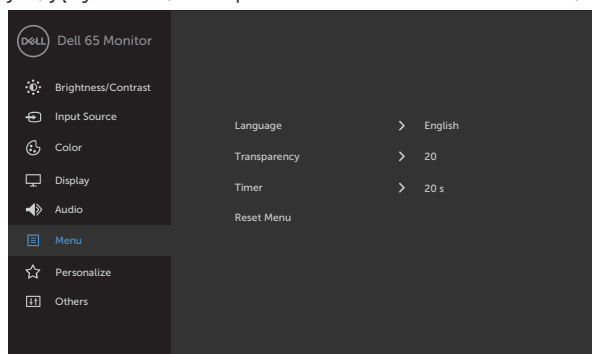 DELL Dell 65 Monitor
Brightness/Contrast
Input Source
Color
Display
Audio
Menu
Personalize
Others
Language > English
Transparency > 20
Timer > 20 s
Reset Menu